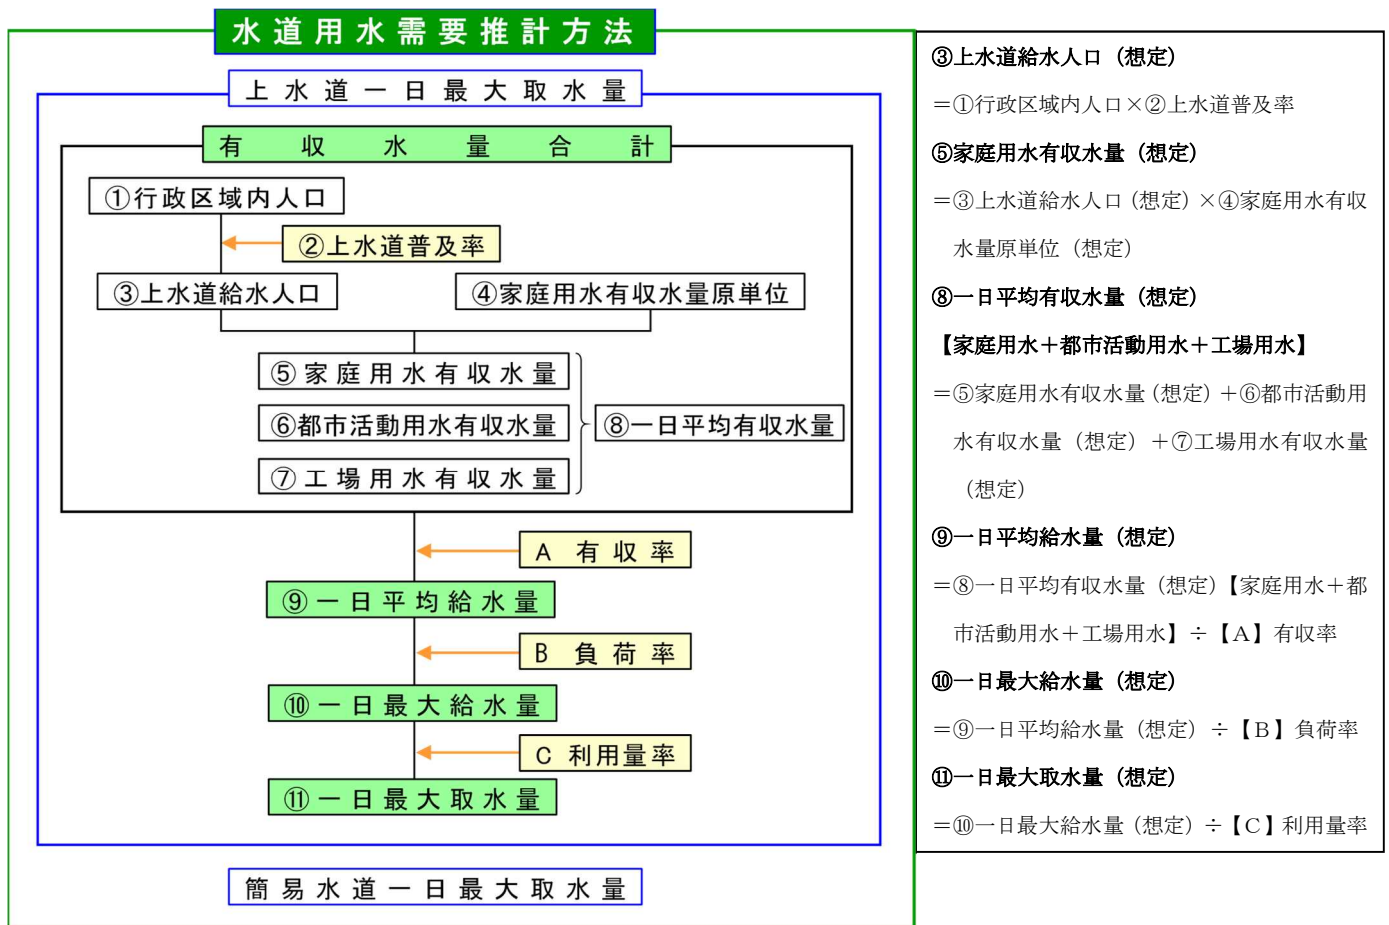 水道用水需要推計方法
上水道一日最大取水量
有収水量合計
①行政区域内人口
②上水道普及率
③上水道給水人口
④家庭用水有収水量原単位
⑤家庭用水有収水量
⑥都市活動用水有収水量
⑦工場用水有収水量
⑧一日平均有収水量
A 有収率
⑨一日平均給水量
B 負荷率
⑩一日最大給水量
C 利用量率
⑪一日最大取水量
簡易水道一日最大取水量
③上水道給水人口（想定）
＝①行政区域内人口×②上水道普及率
⑤家庭用水有収水量（想定）
＝③上水道給水人口（想定）×④家庭用水有収
水量原単位（想定）
⑧一日平均有収水量（想定）
【家庭用水＋都市活動用水＋工場用水】
＝⑤家庭用水有収水量（想定）＋⑥都市活動用
水有収水量（想定）＋⑦工場用水有収水量
（想定）
⑨一日平均給水量（想定）
＝⑧一日平均有収水量（想定）【家庭用水＋都
市活動用水＋工場用水】÷【Ａ】有収率
⑩一日最大給水量（想定）
＝⑨一日平均給水量（想定）÷【Ｂ】負荷率
⑪一日最大取水量（想定）
＝⑩一日最大給水量（想定）÷【Ｃ】利用量率